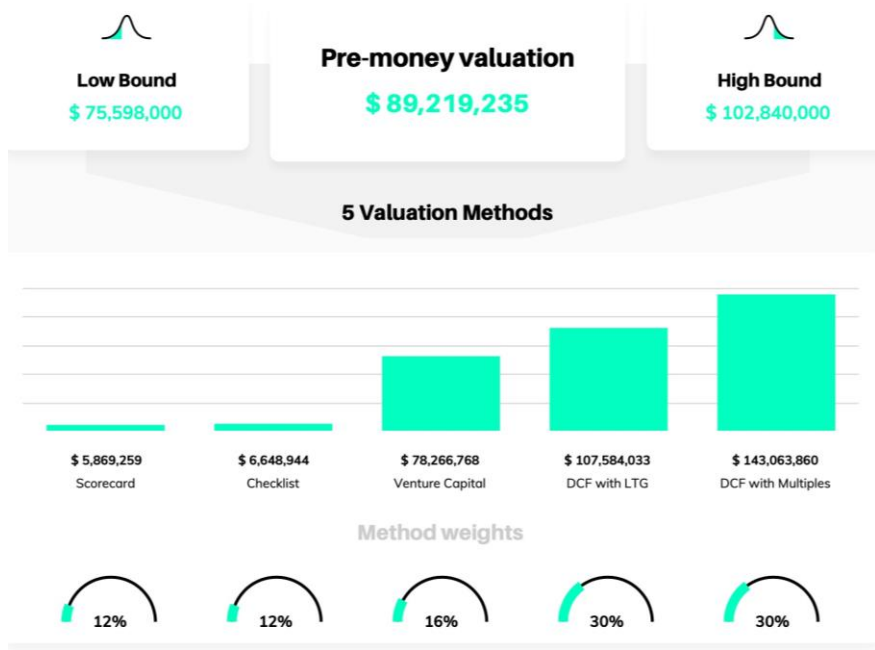 Low Bound
$ 75,598,000
Pre-money valuation
$ 89,219,235
High Bound
$ 102,840,000
5 Valuation Methods
$ 5,869,259
Scorecard
$ 6,648,944
Checklist
$ 78,266,768
Venture Capital
$ 107,584,033
DCF with LTG
$ 143,063,860
DCF with Multiples
Method weights
12%
12%
16%
30%
30%